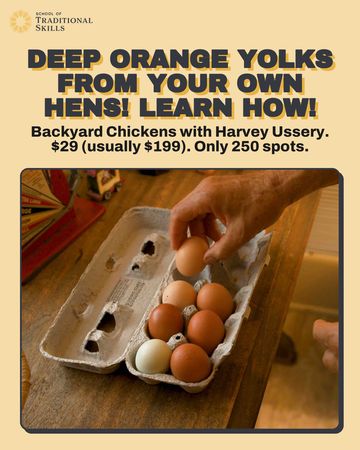 SCHOOL OF
TRADITIONAL
SKILLS
DEEP ORANGE YOLKS
FROM YOUR OWN
HENS! LEARN HOW!
Backyard Chickens with Harvey Ussery.
$29 (usually $199). Only 250 spots.